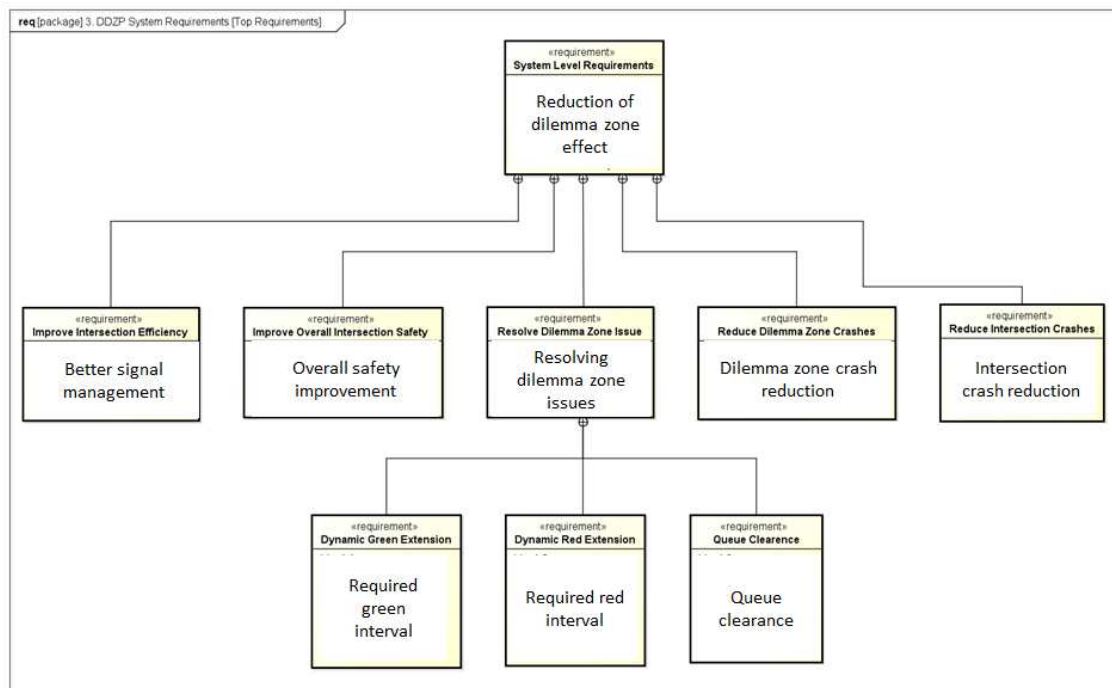 req [package] 3. DDZP System Requirements [Top Requirements]
«requirement»
System Level Requirements
Reduction of
dilemma zone
effect
«requirement»
Improve Intersection Efficiency
Better signal
management
«requirement»
Improve Overall Intersection Safety
Overall safety
improvement
«requirement»
Resolve Dilemma Zone Issue
Resolving
dilemma zone
issues
«requirement»
Reduce Dilemma Zone Crashes
Dilemma zone crash
reduction
«requirement»
Reduce Intersection Crashes
Intersection
crash reduction
«requirement»
Dynamic Green Extension
Required
green
interval
«requirement»
Dynamic Red Extension
Required red
interval
«requirement»
Queue Clearence
Queue
clearance